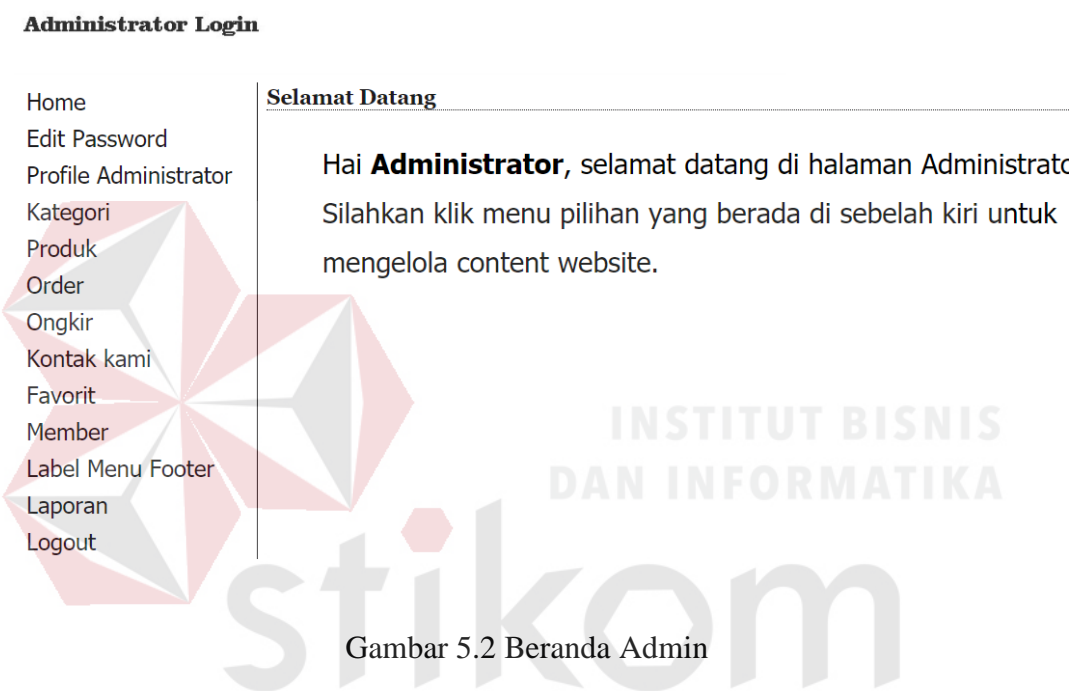 Administrator Login
Home
Edit Password
Profile Administrator
Kategori
Produk
Order
Ongkir
Kontak kami
Favorit
Member
Label Menu Footer
Laporan
Logout
Selamat Datang
Hai Administrator, selamat datang di halaman Administrato
Silahkan klik menu pilihan yang berada di sebelah kiri untuk
mengelola content website.
INSTITUT BISNIS
DAN INFORMATIKA
stikom
Gambar 5.2 Beranda Admin